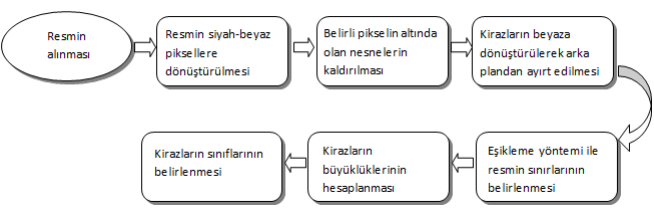 Resmin
alınması
Resmin siyah-beyaz
piksellere
dönüştürülmesi
Belirli pikselin altında
olan nesnelerin
kaldırılması
Kirazların beyaza
dönüştürülerek arka
plandan ayırt edilmesi
Eşikleme yöntemi ile
resmin sınırlarının
belirlenmesi
Kirazların
büyüklüklerinin
hesaplanması
Kirazların sınıflarının
belirlenmesi